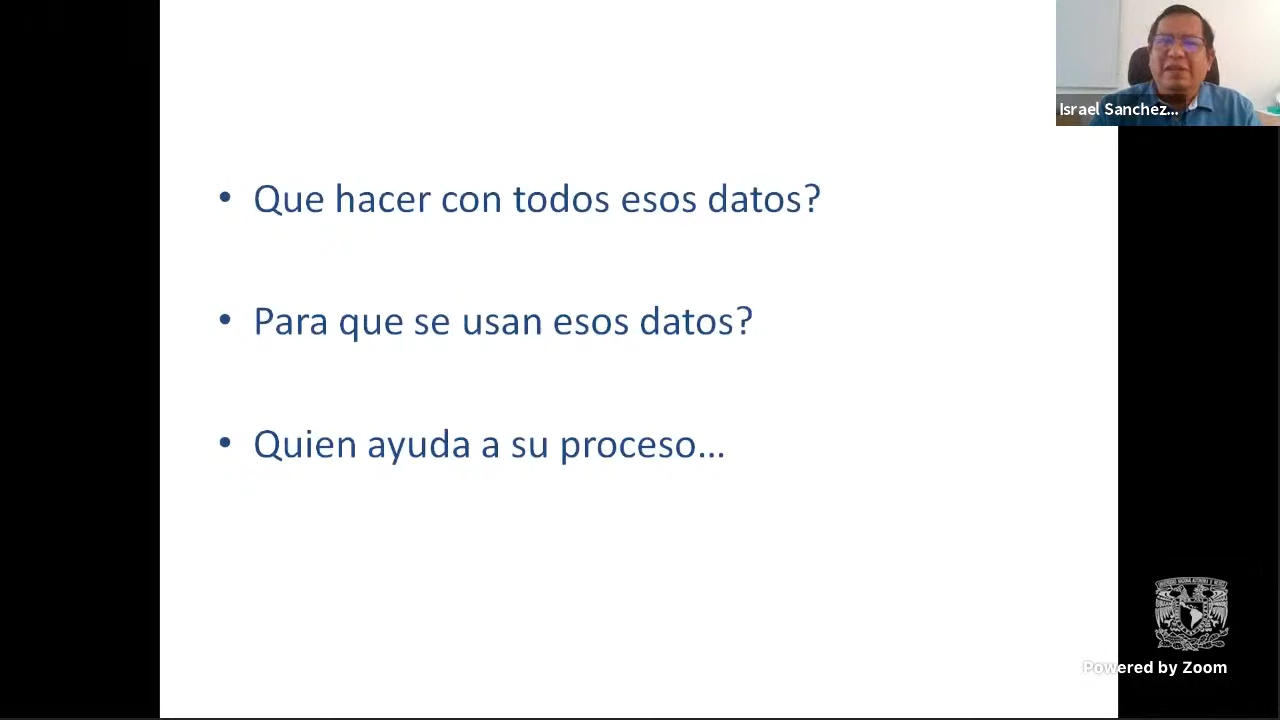 Israel Sanchez...
• Que hacer con todos esos datos?
• Para que se usan esos datos?
• Quien ayuda a su proceso...
Powered by Zoom